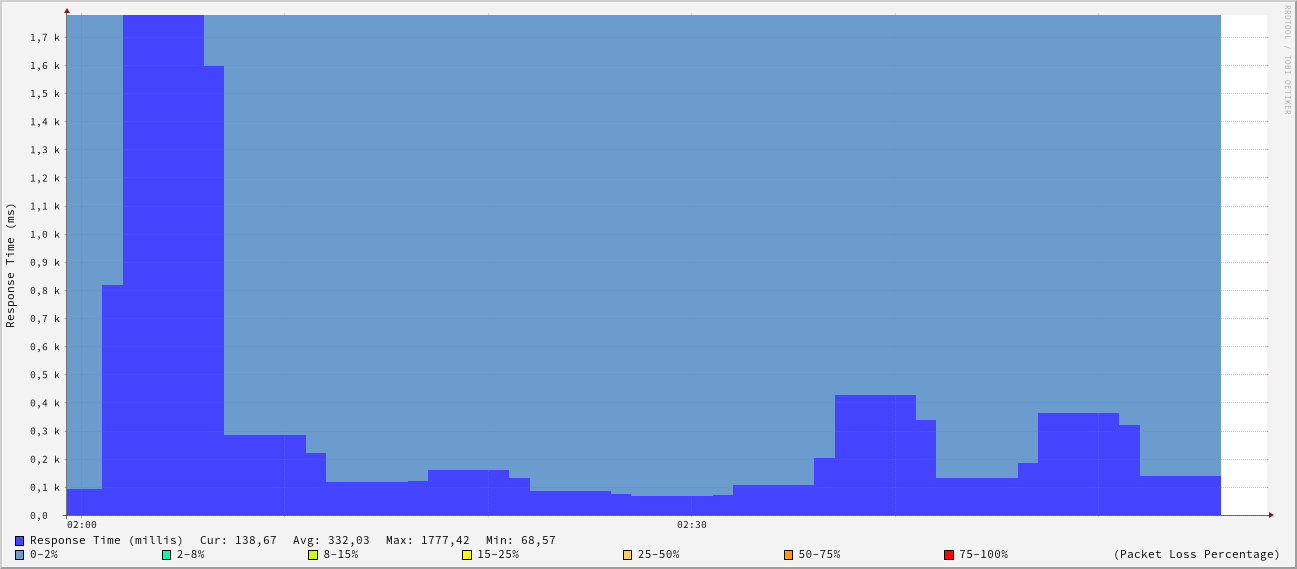 RRDTOOL / TOBI OETIKER
Response Time (ms)
1,7 k
1,6 k
1,5 k
1,4 k
1,3 k
1,2 k
1,1 k
1,0 k
0,9 k
0,8 k
0,7 k
0,6 k
0,5 k
0,4 k
0,3 k
0,2 k
0,1 k
0,0
02:00 02:30
Response Time (millis) Cur: 138,67 Avg: 332,03 Max: 1777,42 Min: 68,57
0-2% 2-8% 8-15% 15-25% 25-50% 50-75% 75-100% (Packet Loss Percentage)